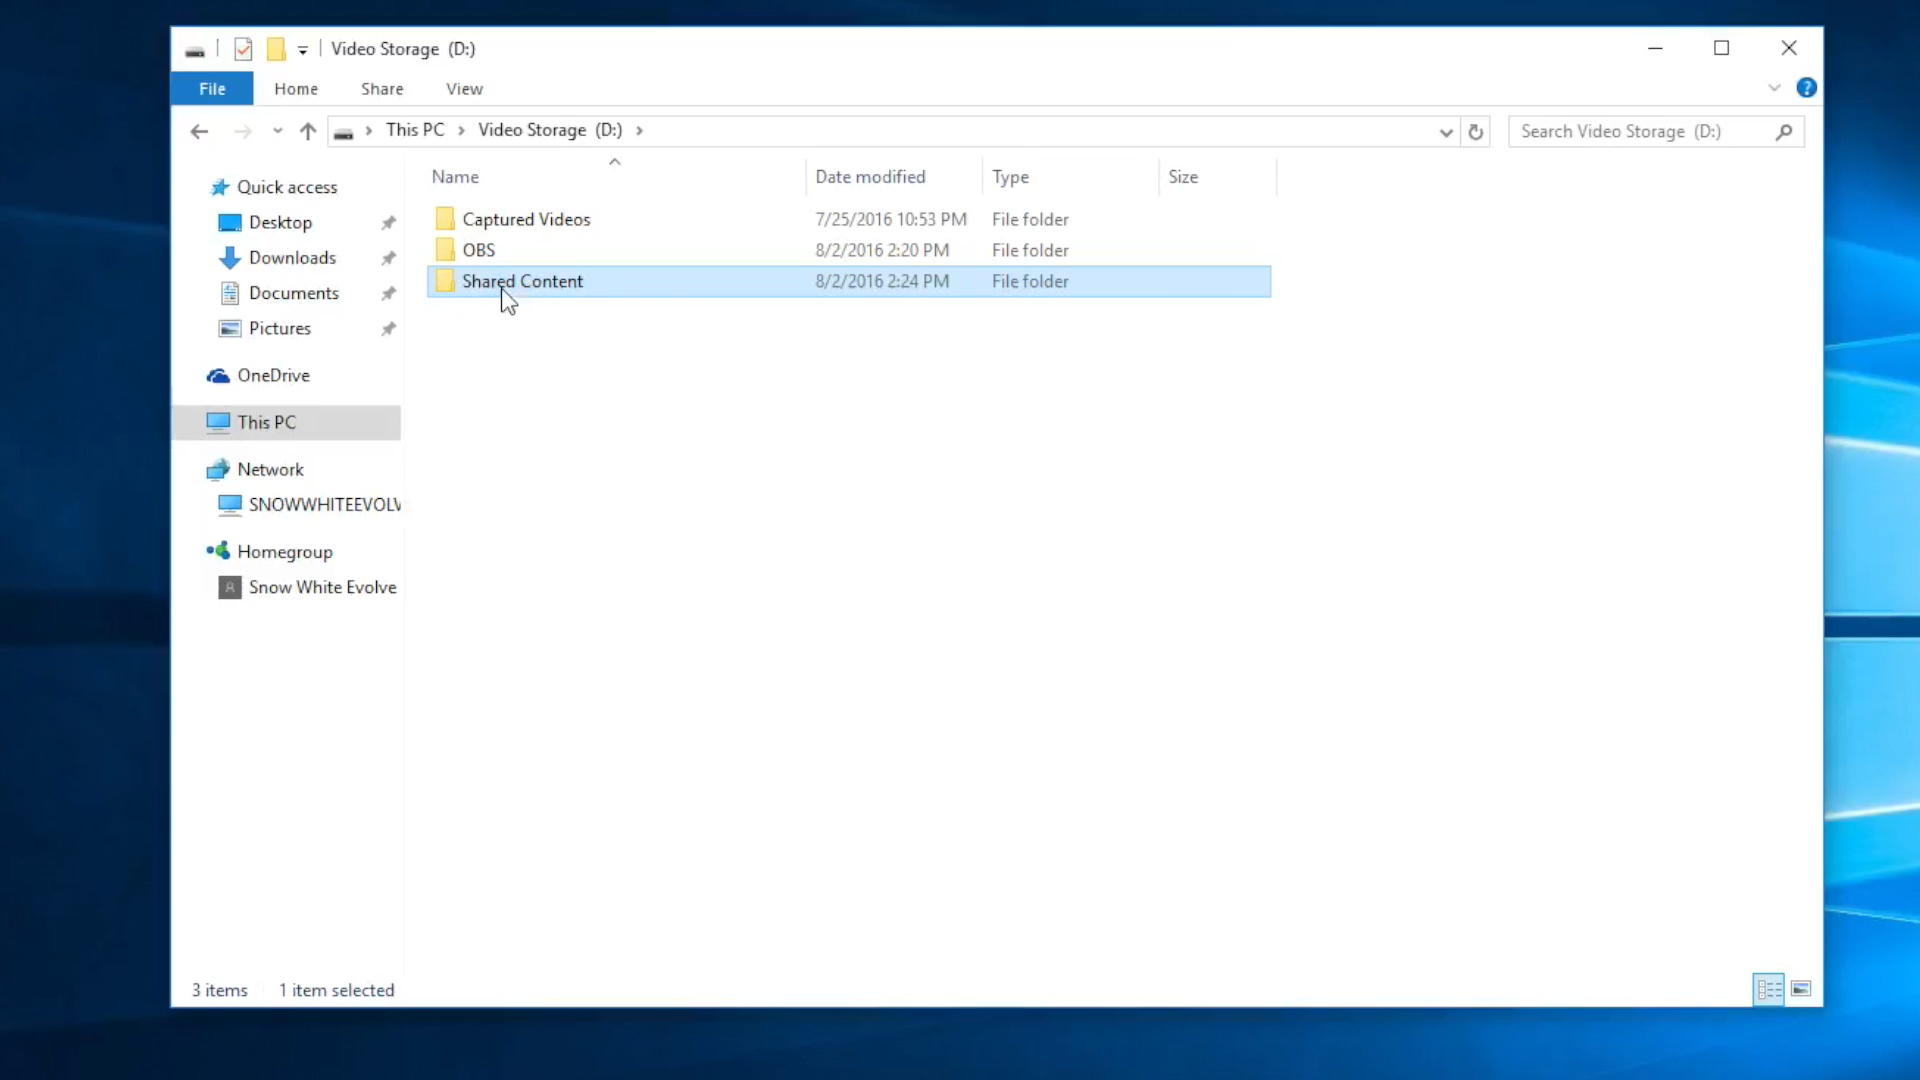 Video Storage (D:)
File Home Share View
This PC Video Storage (D:)
Search Video Storage (D:)
Name Date modified Type Size
Quick access
Desktop
Downloads
Documents
Pictures
OneDrive
This PC
Network
SNOWWHITEEVOLV
Homegroup
Snow White Evolve
Captured Videos 7/25/2016 10:53 PM File folder
OBS 8/2/2016 2:20 PM File folder
Shared Content 8/2/2016 2:24 PM File folder
3 items 1 item selected